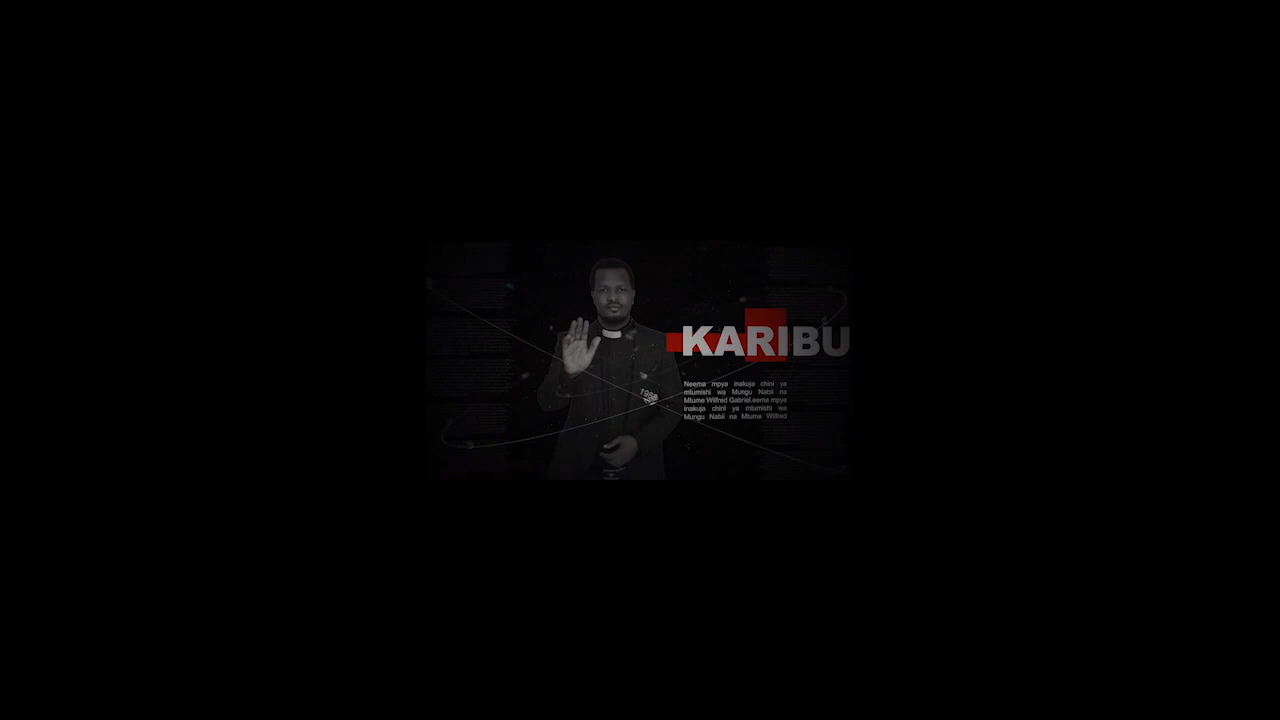 KARIBU
Neema mpya inakuja chini ya
mtumishi wa Mungu Nabii na
Mtume Wilfred Gabriel.eema mpya
inakuja chini ya mtumishi wa
Mungu Nabii na Mtume Wilfred